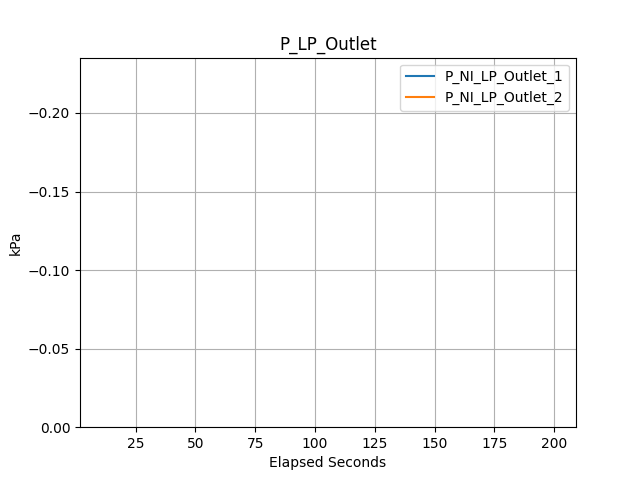 P_LP_Outlet
P_NI_LP_Outlet_1
P_NI_LP_Outlet_2
−0.20
−0.15
−0.10
−0.05
0.00
kPa
25 50 75 100 125 150 175 200
Elapsed Seconds